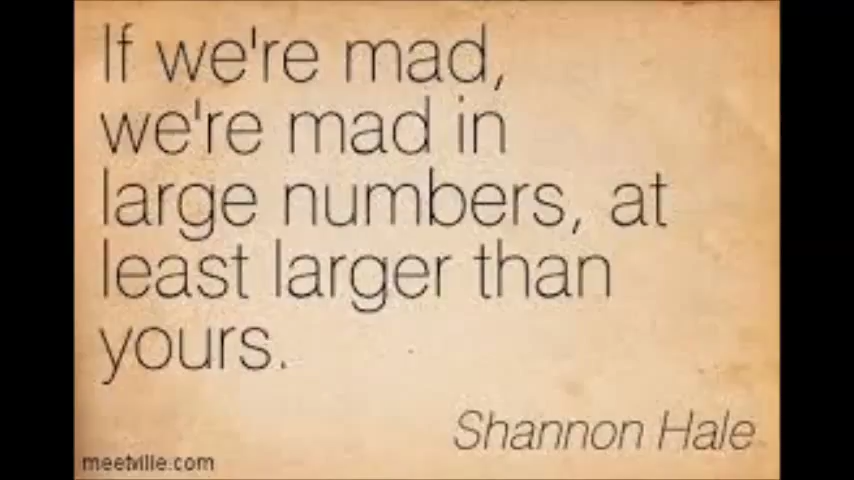 If we're mad,
we're mad in
large numbers, at
least larger than
yours.
Shannon Hale
meetville.com